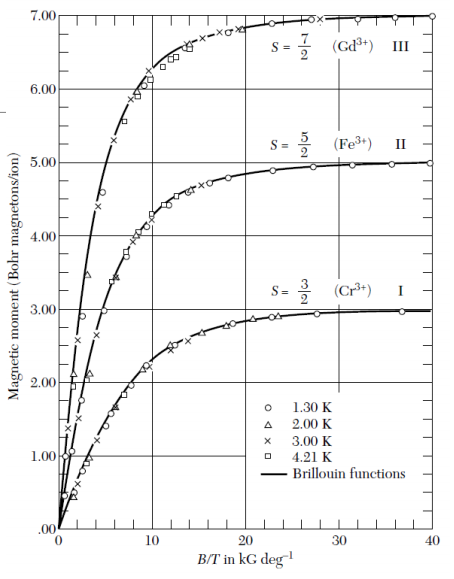 7.00
6.00
5.00
4.00
3.00
2.00
1.00
.00
Magnetic moment (Bohr magnetons/ion)
S = 7/2 (Gd³⁺) III
S = 5/2 (Fe³⁺) II
S = 3/2 (Cr³⁺) I
○ 1.30 K
△ 2.00 K
× 3.00 K
□ 4.21 K
Brillouin functions
0 10 20 30 40
B/T in kG deg⁻¹